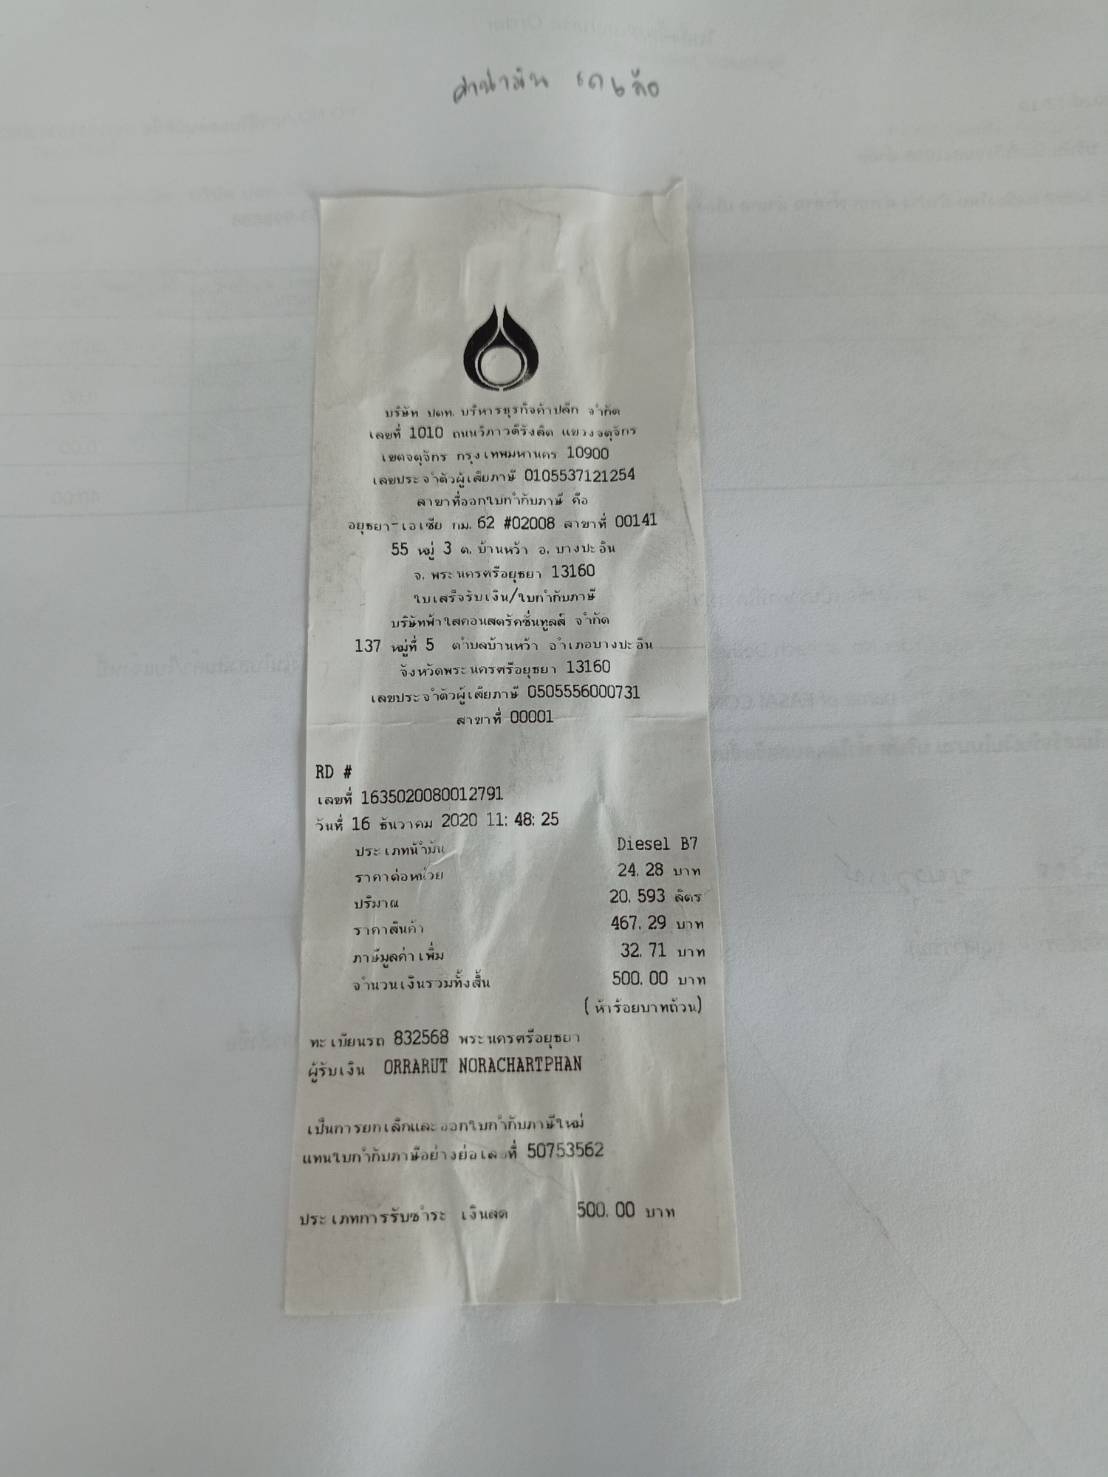 ค่าน้ำมัน รถ 6 ล้อ
บริษัท ปตท. บริหารธุรกิจค้าปลีก จำกัด
เลขที่ 1010 ถนนวิภาวดีรังสิต แขวงจตุจักร
เขตจตุจักร กรุงเทพมหานคร 10900
เลขประจำตัวผู้เสียภาษี 0105537121254
สาขาที่ออกใบกำกับภาษี คือ
อยุธยา-เอเซีย กม. 62 #02008 สาขาที่ 00141
55 หมู่ 3 ต. บ้านหว้า อ. บางปะอิน
จ. พระนครศรีอยุธยา 13160
ใบเสร็จรับเงิน/ใบกำกับภาษี
บริษัทฟ้าใสคอนสตรัคชั่นทูลส์ จำกัด
137 หมู่ที่ 5 ตำบลบ้านหว้า อำเภอบางปะอิน
จังหวัดพระนครศรีอยุธยา 13160
เลขประจำตัวผู้เสียภาษี 0505556000731
สาขาที่ 00001
RD #
เลขที่ 1635020080012791
วันที่ 16 ธันวาคม 2020 11:48:25
ประเภทน้ำมัน Diesel B7
ราคาต่อหน่วย 24.28 บาท
ปริมาณ 20.593 ลิตร
ราคาสินค้า 467.29 บาท
ภาษีมูลค่าเพิ่ม 32.71 บาท
จำนวนเงินรวมทั้งสิ้น 500.00 บาท
(ห้าร้อยบาทถ้วน)
ทะเบียนรถ 832568 พระนครศรีอยุธยา
ผู้รับเงิน ORRARUT NORACHARTPHAN
เป็นการยกเลิกและออกใบกำกับภาษีใหม่
แทนใบกำกับภาษีอย่างย่อเลขที่ 50753562
ประเภทการรับชำระ เงินสด 500.00 บาท